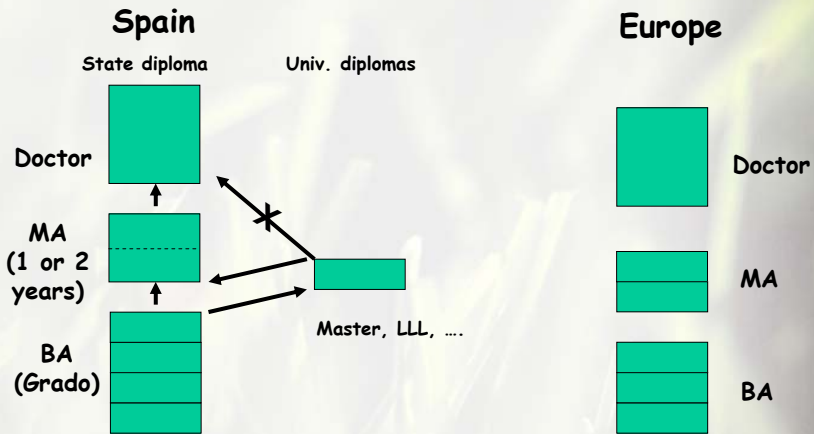 Spain
State diploma
Univ. diplomas
Doctor
MA
(1 or 2
years)
BA
(Grado)
Master, LLL, ....
Europe
Doctor
MA
BA